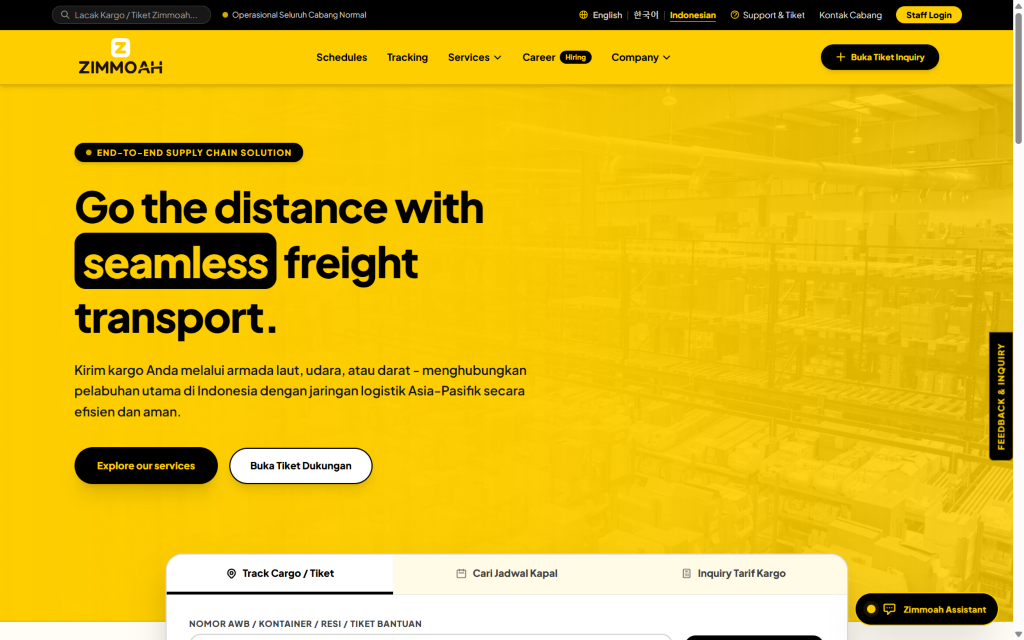 Lacak Kargo / Tiket Zimmoah...
Operasional Seluruh Cabang Normal
English
한국어
Indonesian
Support & Tiket
Kontak Cabang
Staff Login
Z
ZIMMOAH
Schedules
Tracking
Services
Career
Hiring
Company
Buka Tiket Inquiry
END-TO-END SUPPLY CHAIN SOLUTION
Go the distance with
seamless freight
transport.
Kirim kargo Anda melalui armada laut, udara, atau darat - menghubungkan
pelabuhan utama di Indonesia dengan jaringan logistik Asia-Pasifik secara
efisien dan aman.
Explore our services
Buka Tiket Dukungan
FEEDBACK & INQUIRY
Track Cargo / Tiket
Cari Jadwal Kapal
Inquiry Tarif Kargo
NOMOR AWB / KONTAINER / RESI / TIKET BANTUAN
Zimmoah Assistant